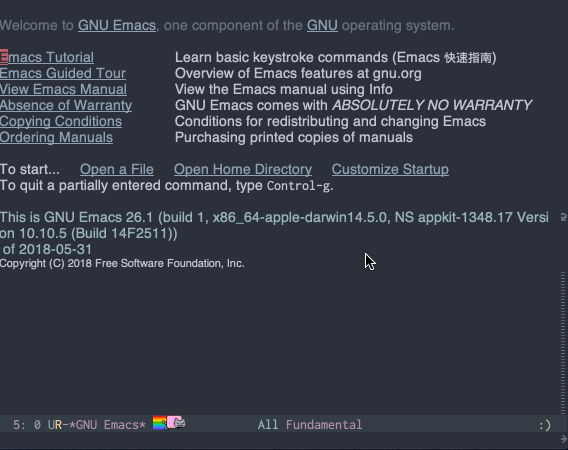 Welcome to GNU Emacs, one component of the GNU operating system.
Emacs Tutorial Learn basic keystroke commands (Emacs 快速指南)
Emacs Guided Tour Overview of Emacs features at gnu.org
View Emacs Manual View the Emacs manual using Info
Absence of Warranty GNU Emacs comes with ABSOLUTELY NO WARRANTY
Copying Conditions Conditions for redistributing and changing Emacs
Ordering Manuals Purchasing printed copies of manuals
To start... Open a File Open Home Directory Customize Startup
To quit a partially entered command, type Control-g.
This is GNU Emacs 26.1 (build 1, x86_64-apple-darwin14.5.0, NS appkit-1348.17 Versi
on 10.10.5 (Build 14F2511))
of 2018-05-31
Copyright (C) 2018 Free Software Foundation, Inc.
5: 0 UR-*GNU Emacs* All Fundamental :)